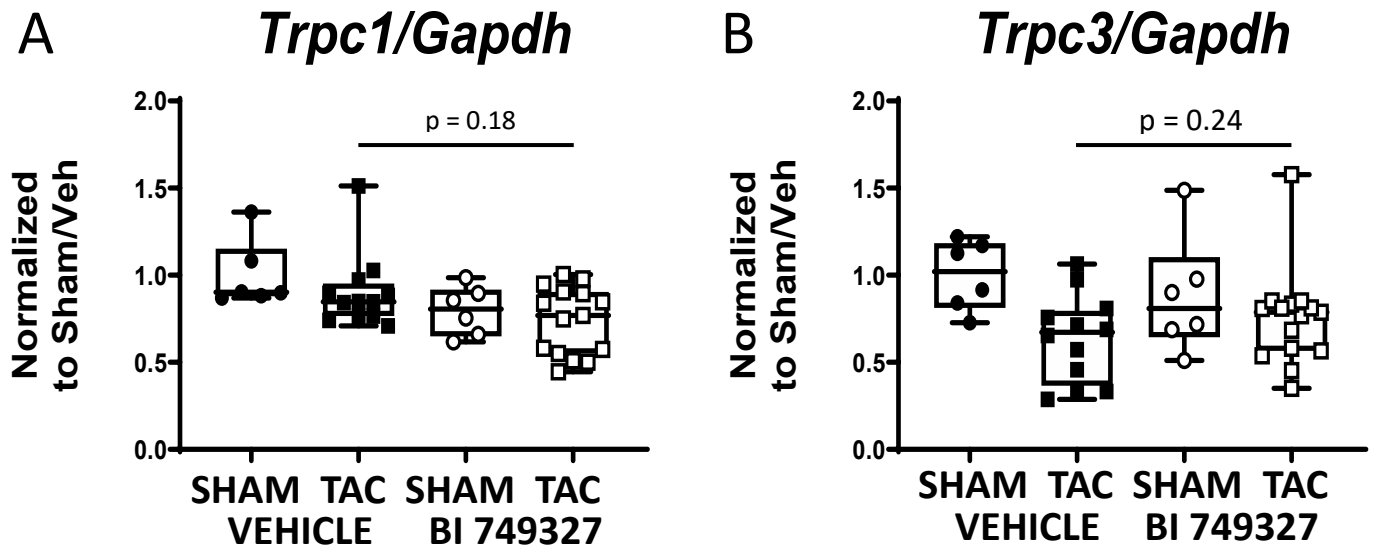 A
Trpc1/Gapdh
Normalized
to Sham/Veh
2.0
1.5
1.0
0.5
0.0
p = 0.18
SHAM TAC SHAM TAC
VEHICLE BI 749327
B
Trpc3/Gapdh
Normalized
to Sham/Veh
2.0
1.5
1.0
0.5
0.0
p = 0.24
SHAM TAC SHAM TAC
VEHICLE BI 749327